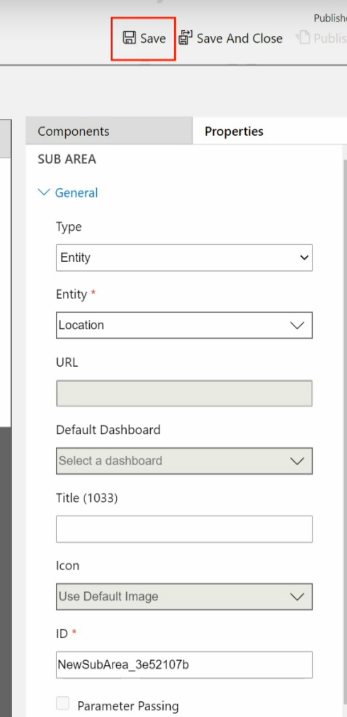 Publish
Save Save And Close Publis
Components Properties
SUB AREA
General
Type
Entity
Entity *
Location
URL
Default Dashboard
Select a dashboard
Title (1033)
Icon
Use Default Image
ID *
NewSubArea_3e52107b
Parameter Passing